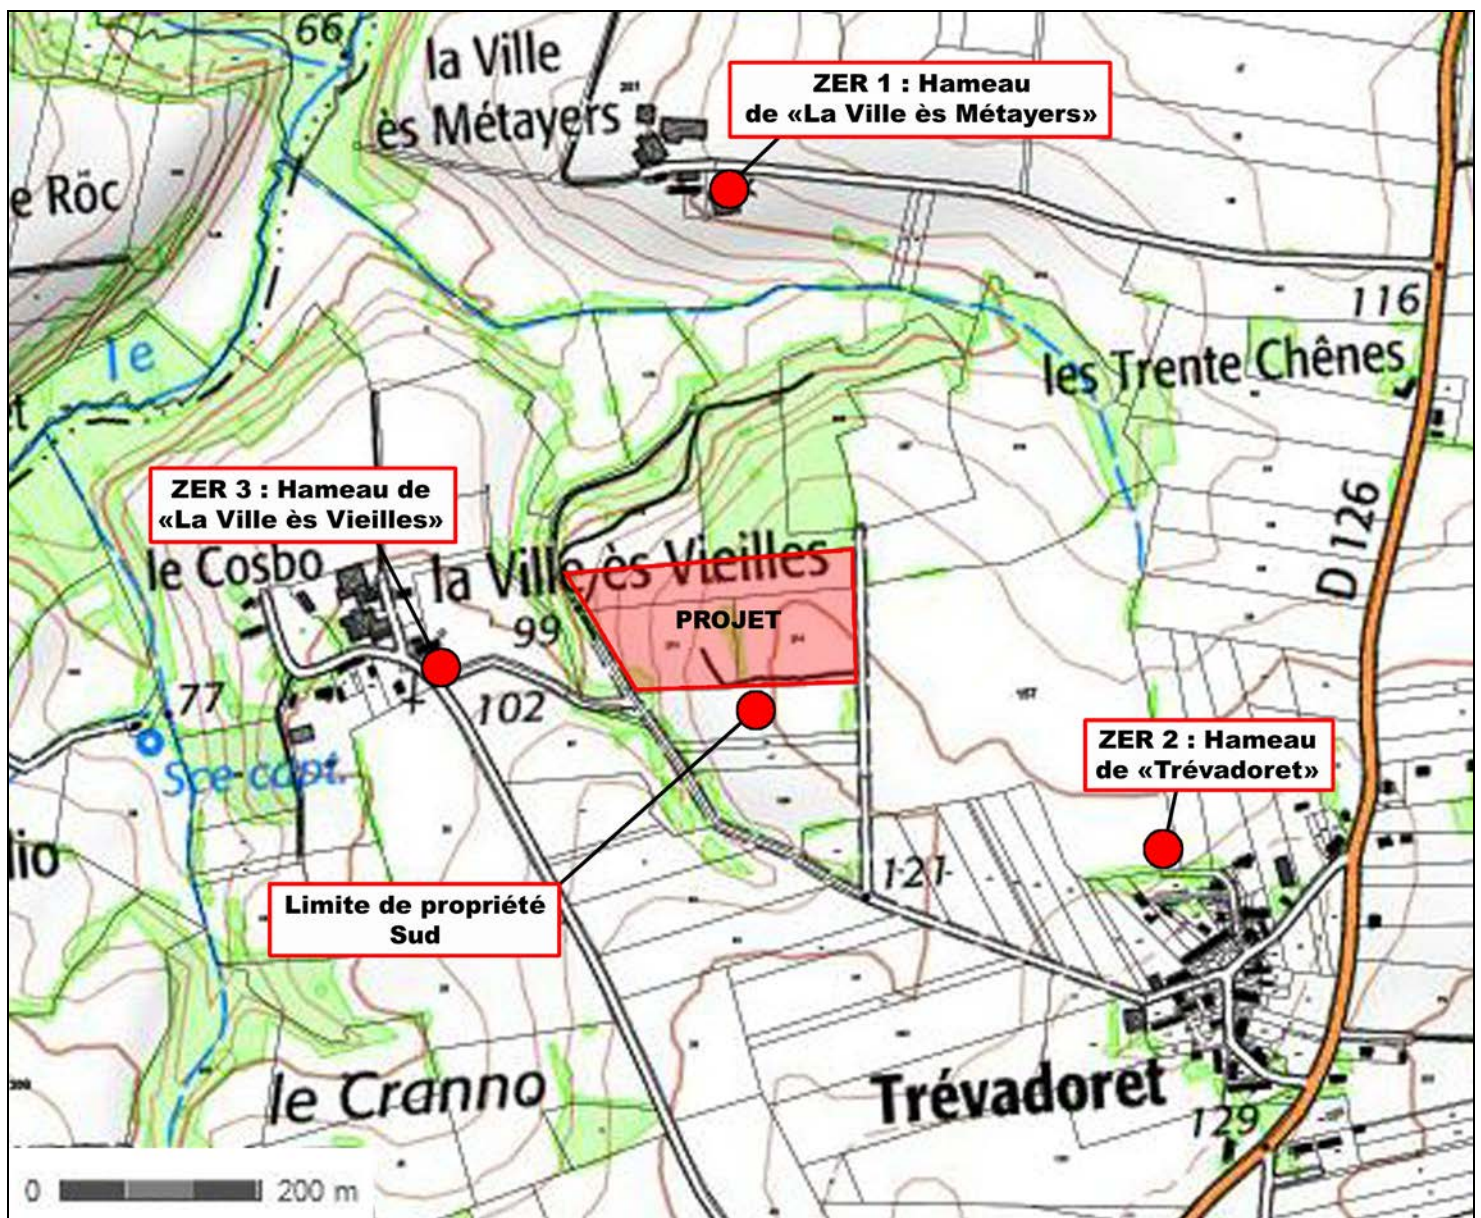 66
la Ville
ès Métayers
ZER 1 : Hameau
de «La Ville ès Métayers»
e Röc
116
les Trente Chênes
le
et
D 126
ZER 3 : Hameau de
«La Ville ès Vieilles»
le Cosbo
la Ville ès Vieilles
PROJET
99
102
77
Sce capt.
ZER 2 : Hameau
de «Trévadoret»
lio
121
Limite de propriété
Sud
le Cranno
Trévadoret
129
0 200 m